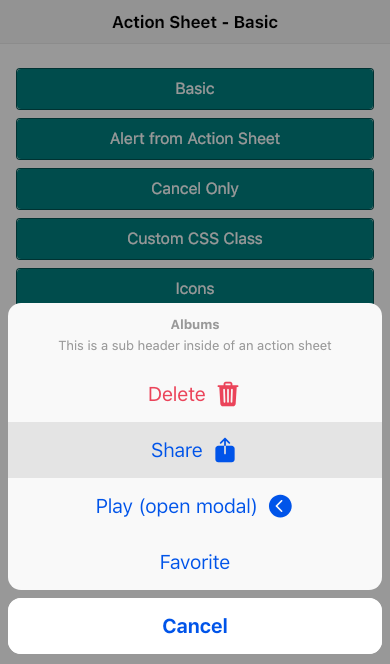 Action Sheet - Basic
Basic
Alert from Action Sheet
Cancel Only
Custom CSS Class
Icons
Albums
This is a sub header inside of an action sheet
Delete
Share
Play (open modal)
Favorite
Cancel